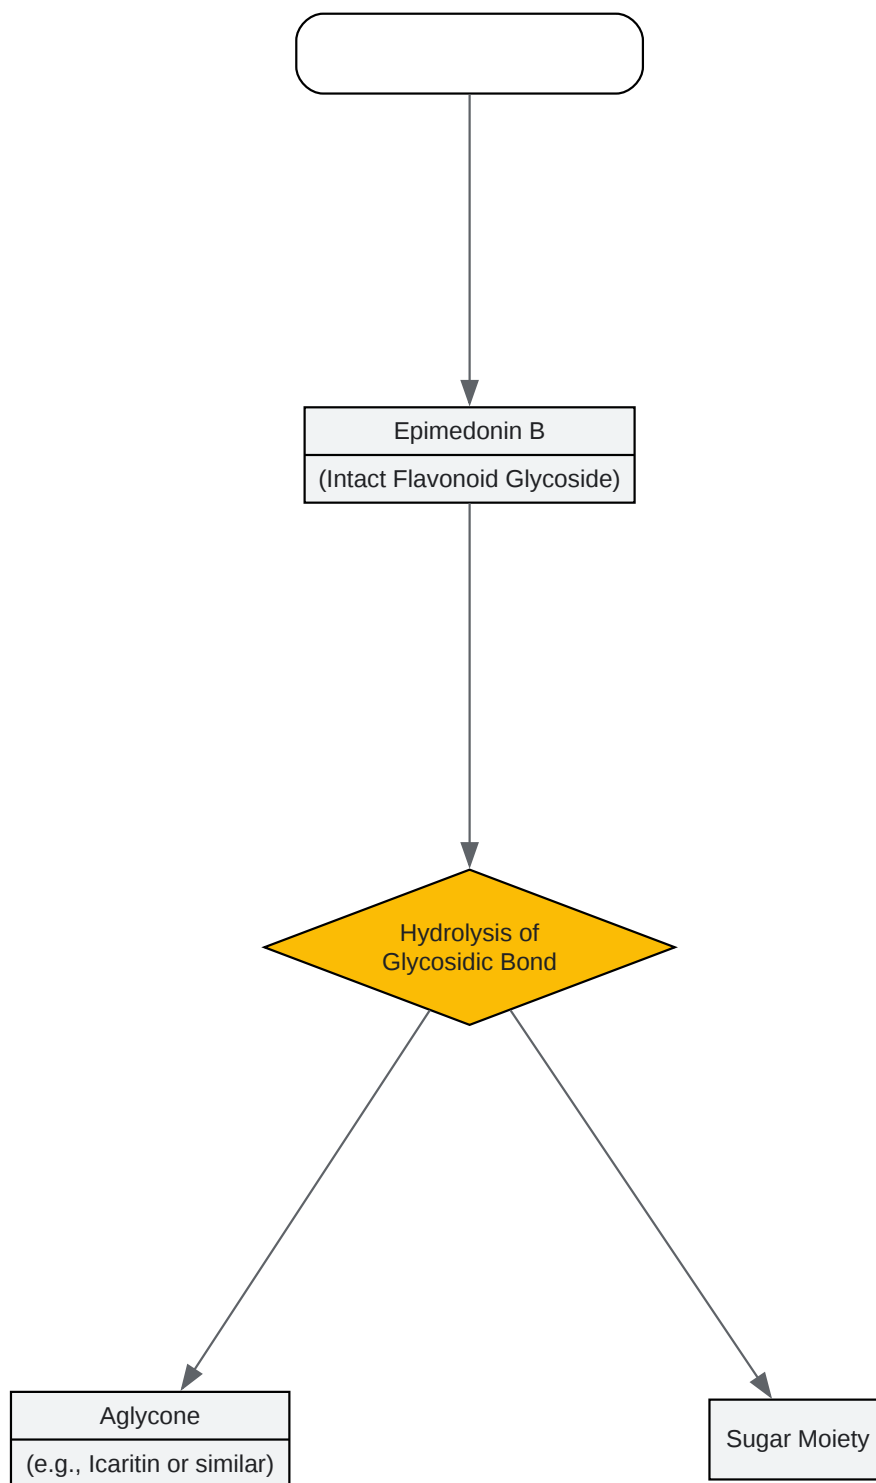 Epimedonin B
(Intact Flavonoid Glycoside)
Hydrolysis of
Glycosidic Bond
Aglycone
(e.g., Icaritin or similar)
Sugar Moiety